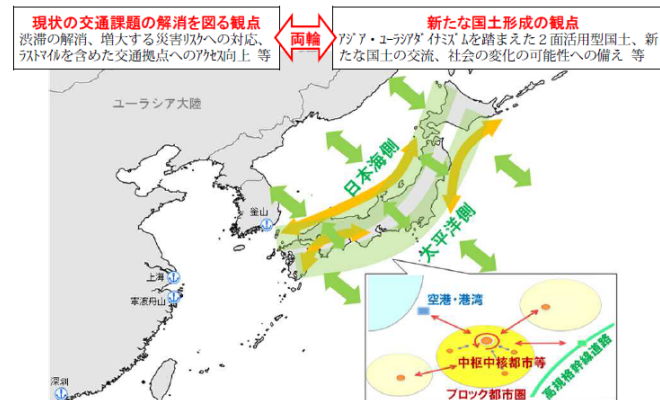 現状の交通課題の解消を図る観点
渋滞の解消、増大する災害リスクへの対応、
ラストマイルを含めた交通拠点へのアクセス向上 等
両輪
新たな国土形成の観点
アジア・ユーラシアダイナミズムを踏まえた２面活用型国土、新
たな国土の交流、社会の変化の可能性への備え 等
ユーラシア大陸
日本海側
太平洋側
釜山
上海
寧波舟山
深圳
空港・港湾
中枢中核都市等
ブロック都市圏
高規格幹線道路